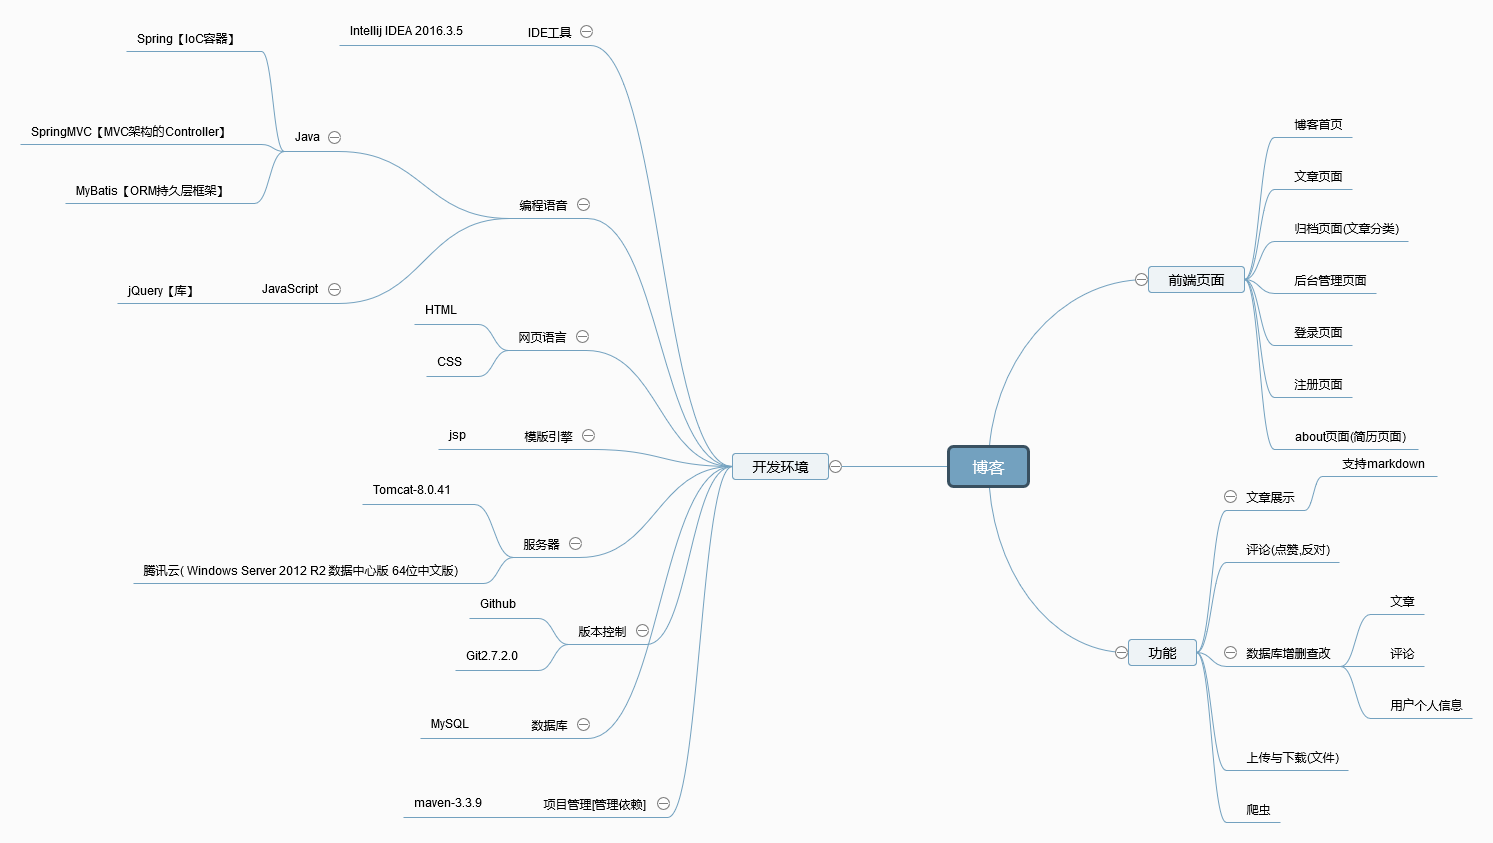 博客
前端页面
博客首页
文章页面
归档页面(文章分类)
后台管理页面
登录页面
注册页面
about页面(简历页面)
功能
文章展示
支持markdown
评论(点赞,反对)
数据库增删查改
文章
评论
用户个人信息
上传与下载(文件)
爬虫
开发环境
IDE工具
Intellij IDEA 2016.3.5
编程语音
Java
Spring【IoC容器】
SpringMVC【MVC架构的Controller】
MyBatis【ORM持久层框架】
JavaScript
jQuery【库】
网页语言
HTML
CSS
模版引擎
jsp
服务器
Tomcat-8.0.41
腾讯云( Windows Server 2012 R2 数据中心版 64位中文版)
版本控制
Github
Git2.7.2.0
数据库
MySQL
项目管理[管理依赖]
maven-3.3.9